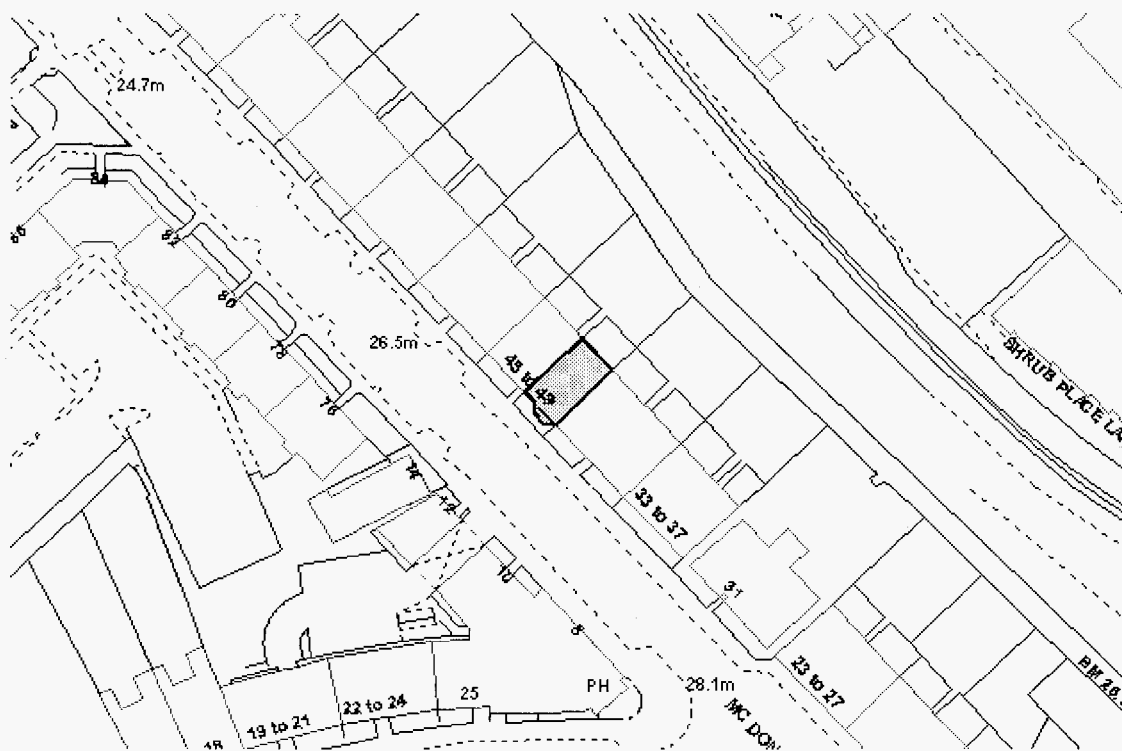 24.7m
84
82
80
78
76
26.5m
45 to 49
SHRUB PLACE LA
74
72
33 to 37
31
10
8
23 to 27
BM 28
PH
28.1m
MC DON
25
22 to 24
19 to 21
18